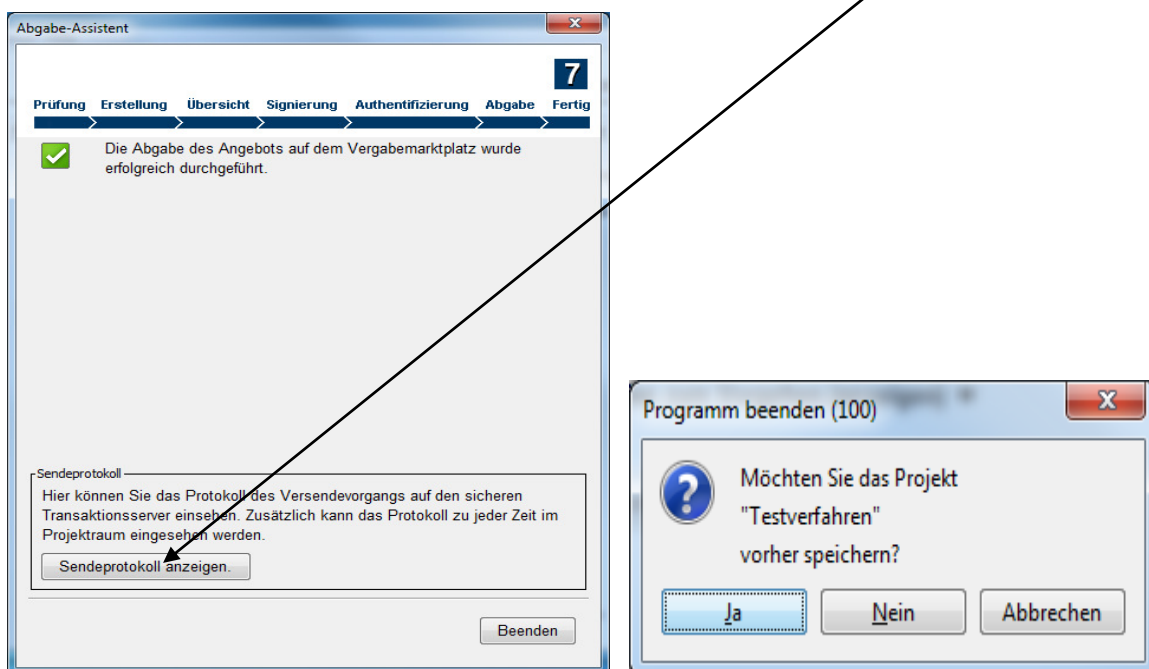 Abgabe-Assistent
7
Prüfung Erstellung Übersicht Signierung Authentifizierung Abgabe Fertig
Die Abgabe des Angebots auf dem Vergabemarktplatz wurde
erfolgreich durchgeführt.
Sendeprotokoll
Hier können Sie das Protokoll des Versendevorgangs auf den sicheren
Transaktionsserver einsehen. Zusätzlich kann das Protokoll zu jeder Zeit im
Projektraum eingesehen werden.
Sendeprotokoll anzeigen.
Beenden
Programm beenden (100)
Möchten Sie das Projekt
"Testverfahren"
vorher speichern?
Ja Nein Abbrechen